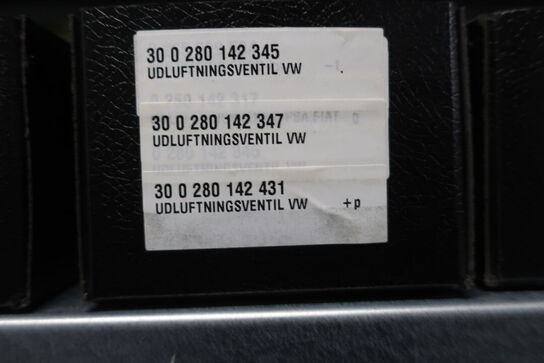 30 0 280 142 345
UDLUFTNINGSVENTIL VW
30 0 280 142 347
UDLUFTNINGSVENTIL VW
30 0 280 142 431
UDLUFTNINGSVENTIL VW +p